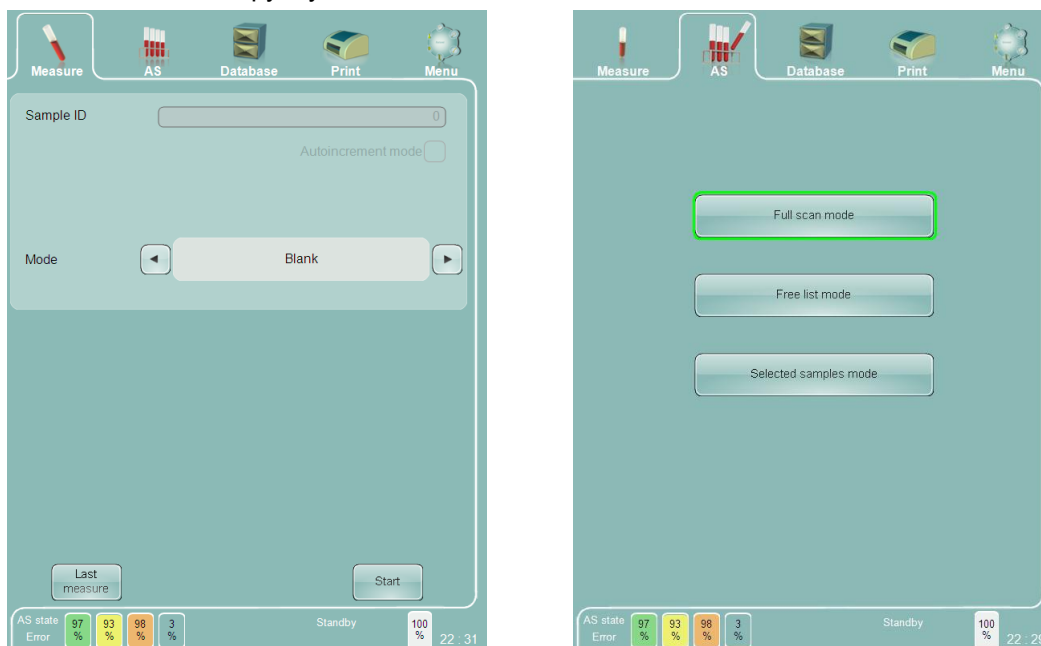 Measure AS Database Print Menu
Sample ID 0
Autoincrement mode
Mode ◄ Blank ►
Last
measure
Start
AS state
Error
97
%
93
%
98
%
3
%
Standby
100
%
22 : 31
Measure AS Database Print Menu
Full scan mode
Free list mode
Selected samples mode
AS state
Error
97
%
93
%
98
%
3
%
Standby
100
%
22 : 29